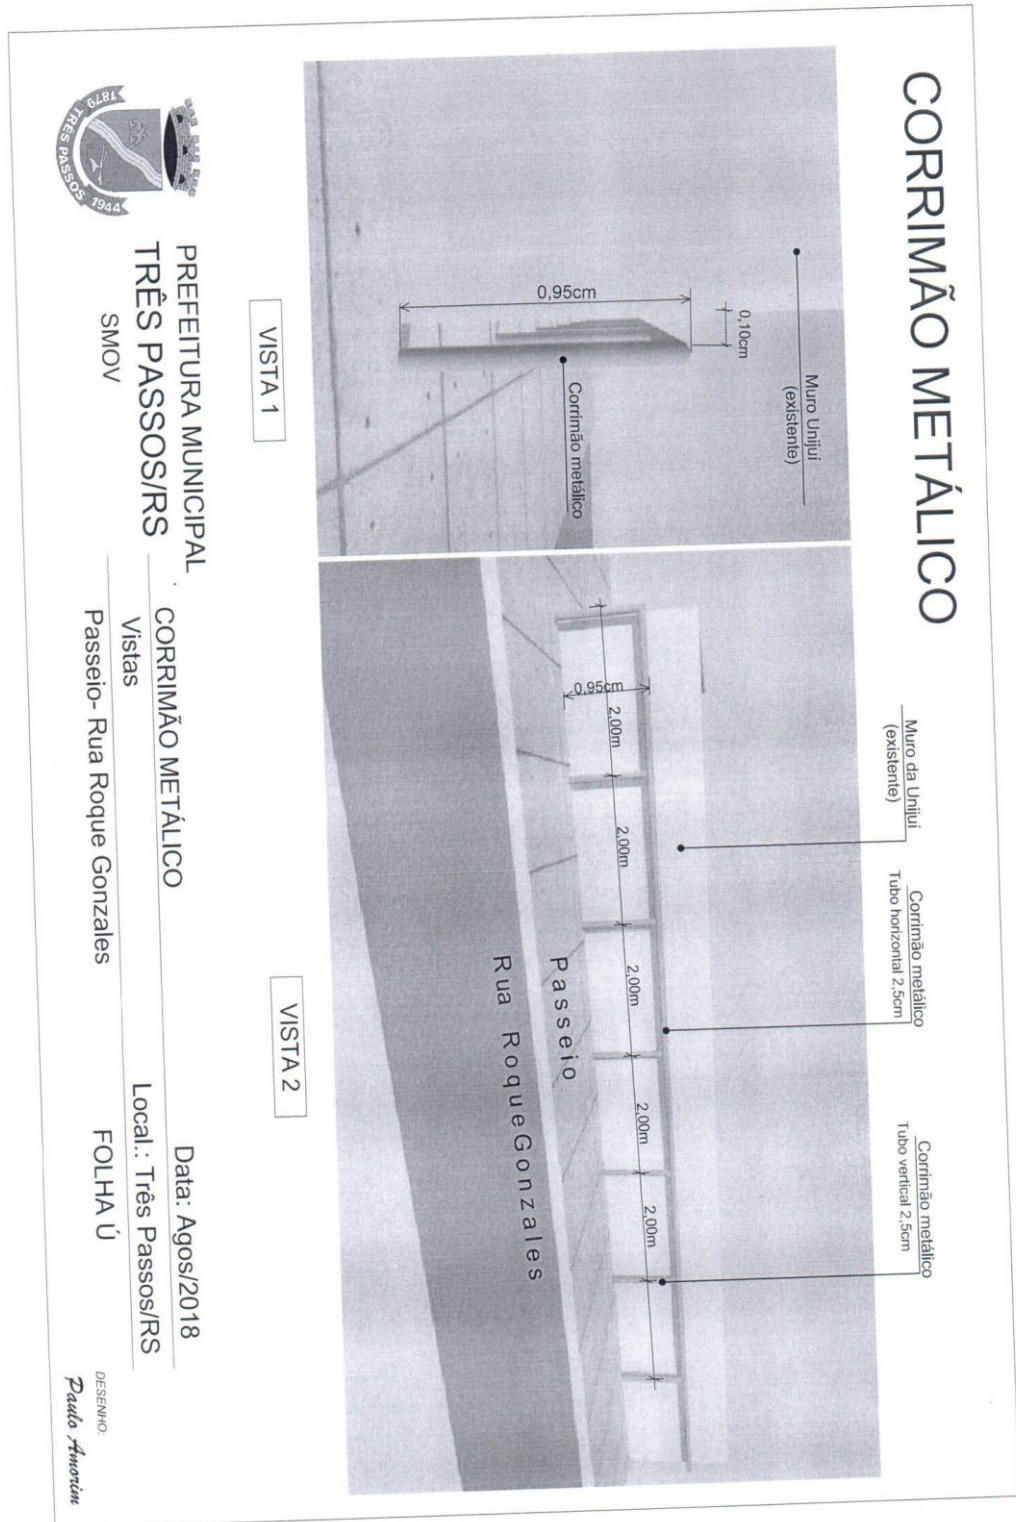 CORRIMÃO METÁLICO
Muro Unijuí
(existente)
0,10cm
0,95cm
Corrimão metálico
VISTA 1
Muro da Unijuí
(existente)
Corrimão metálico
Tubo horizontal 2,5cm
Corrimão metálico
Tubo vertical 2,5cm
0,95cm
2,00m
2,00m
2,00m
2,00m
2,00m
Passeio
Rua Roque Gonzales
VISTA 2
1879 TRÊS PASSOS 1944
PREFEITURA MUNICIPAL
TRÊS PASSOS/RS
SMOV
CORRIMÃO METÁLICO
Vistas
Passeio- Rua Roque Gonzales
Data: Agos/2018
Local.: Três Passos/RS
FOLHA Ú
DESENHO:
Paulo Amorim